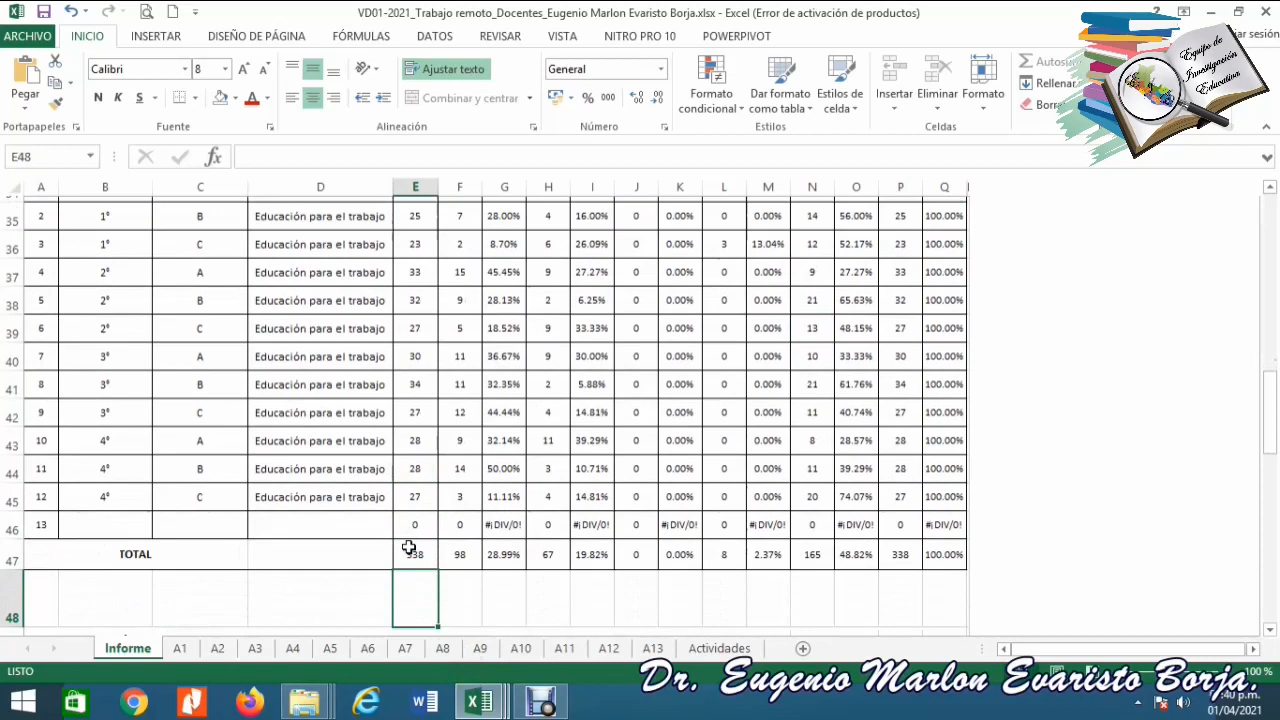 VD01-2021_Trabajo remoto_Docentes_Eugenio Marlon Evaristo Borja.xlsx - Excel (Error de activación de productos)
ARCHIVO INICIO INSERTAR DISEÑO DE PÁGINA FÓRMULAS DATOS REVISAR VISTA NITRO PRO 10 POWERPIVOT
Calibri 8 Ajustar texto General
Pegar N K S Combinar y centrar % 000 Formato condicional Dar formato como tabla Estilos de celda Insertar Eliminar Formato Rellenar
Portapapeles Fuente Alineación Número Estilos Celdas
Equipo de Investigación y Educativa
E48 fx
A B C D E F G H I J K L M N O P Q
35 2 1° B Educación para el trabajo 25 7 28.00% 4 16.00% 0 0.00% 0 0.00% 14 56.00% 25 100.00%
36 3 1° C Educación para el trabajo 23 2 8.70% 6 26.09% 0 0.00% 3 13.04% 12 52.17% 23 100.00%
37 4 2° A Educación para el trabajo 33 15 45.45% 9 27.27% 0 0.00% 0 0.00% 9 27.27% 33 100.00%
38 5 2° B Educación para el trabajo 32 9 28.13% 2 6.25% 0 0.00% 0 0.00% 21 65.63% 32 100.00%
39 6 2° C Educación para el trabajo 27 5 18.52% 9 33.33% 0 0.00% 0 0.00% 13 48.15% 27 100.00%
40 7 3° A Educación para el trabajo 30 11 36.67% 9 30.00% 0 0.00% 0 0.00% 10 33.33% 30 100.00%
41 8 3° B Educación para el trabajo 34 11 32.35% 2 5.88% 0 0.00% 0 0.00% 21 61.76% 34 100.00%
42 9 3° C Educación para el trabajo 27 12 44.44% 4 14.81% 0 0.00% 0 0.00% 11 40.74% 27 100.00%
43 10 4° A Educación para el trabajo 28 9 32.14% 11 39.29% 0 0.00% 0 0.00% 8 28.57% 28 100.00%
44 11 4° B Educación para el trabajo 28 14 50.00% 3 10.71% 0 0.00% 0 0.00% 11 39.29% 28 100.00%
45 12 4° C Educación para el trabajo 27 3 11.11% 4 14.81% 0 0.00% 0 0.00% 20 74.07% 27 100.00%
46 13 0 0 #¡DIV/0! 0 #¡DIV/0! 0 #¡DIV/0! 0 #¡DIV/0! 0 #¡DIV/0! 0 #¡DIV/0!
47 TOTAL 338 98 28.99% 67 19.82% 0 0.00% 8 2.37% 165 48.82% 338 100.00%
48
Informe A1 A2 A3 A4 A5 A6 A7 A8 A9 A10 A11 A12 A13 Actividades
LISTO 100 %
Dr. Eugenio Marlon Evaristo Borja.
:40 p.m.
01/04/2021